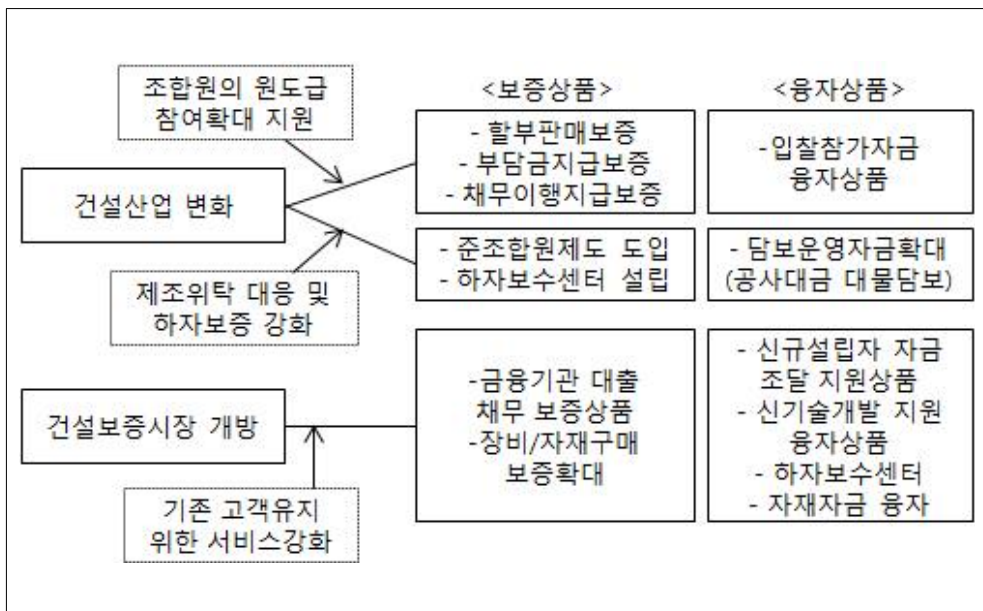 조합원의 원도급
참여확대 지원
<보증상품>
<융자상품>
- 할부판매보증
- 부담금지급보증
- 채무이행지급보증
-입찰참가자금
융자상품
건설산업 변화
- 준조합원제도 도입
- 하자보수센터 설립
- 담보운영자금확대
(공사대금 대물담보)
제조위탁 대응 및
하자보증 강화
건설보증시장 개방
-금융기관 대출
채무 보증상품
-장비/자재구매
보증확대
- 신규설립자 자금
조달 지원상품
- 신기술개발 지원
융자상품
- 하자보수센터
- 자재자금 융자
기존 고객유지
위한 서비스강화